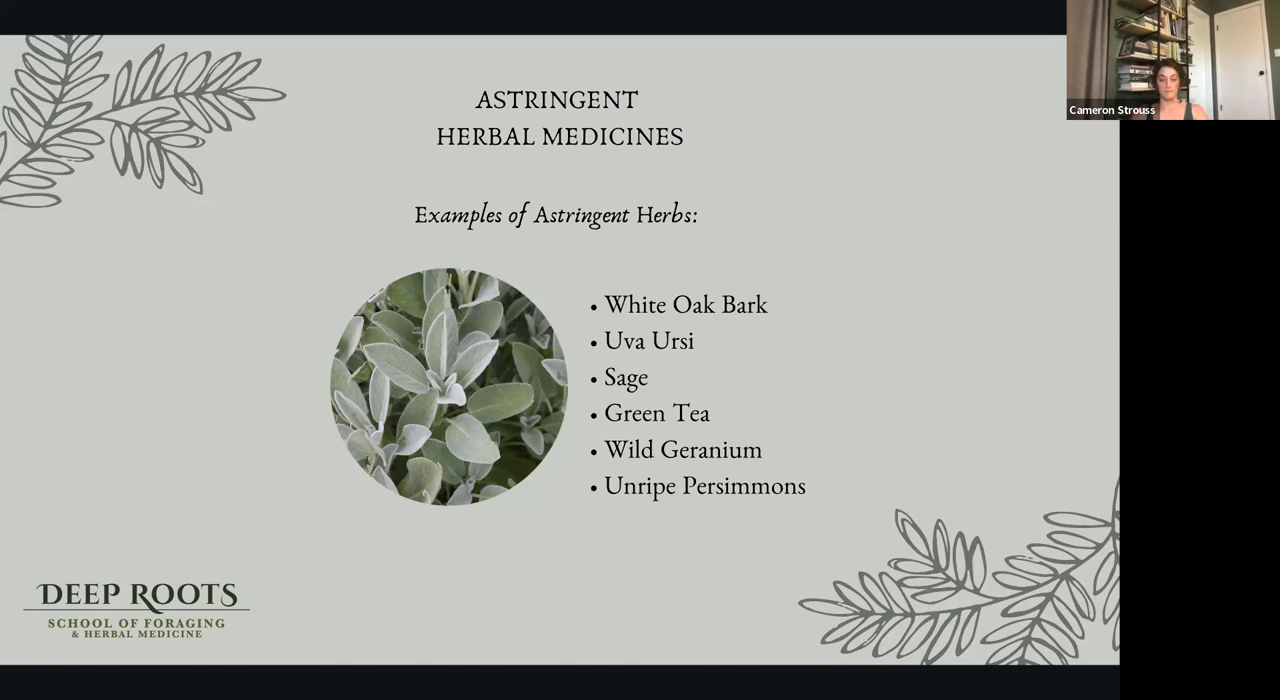 ASTRINGENT
HERBAL MEDICINES
Examples of Astringent Herbs:
• White Oak Bark
• Uva Ursi
• Sage
• Green Tea
• Wild Geranium
• Unripe Persimmons
DEEP ROOTS
SCHOOL OF FORAGING
& HERBAL MEDICINE
Cameron Strouss